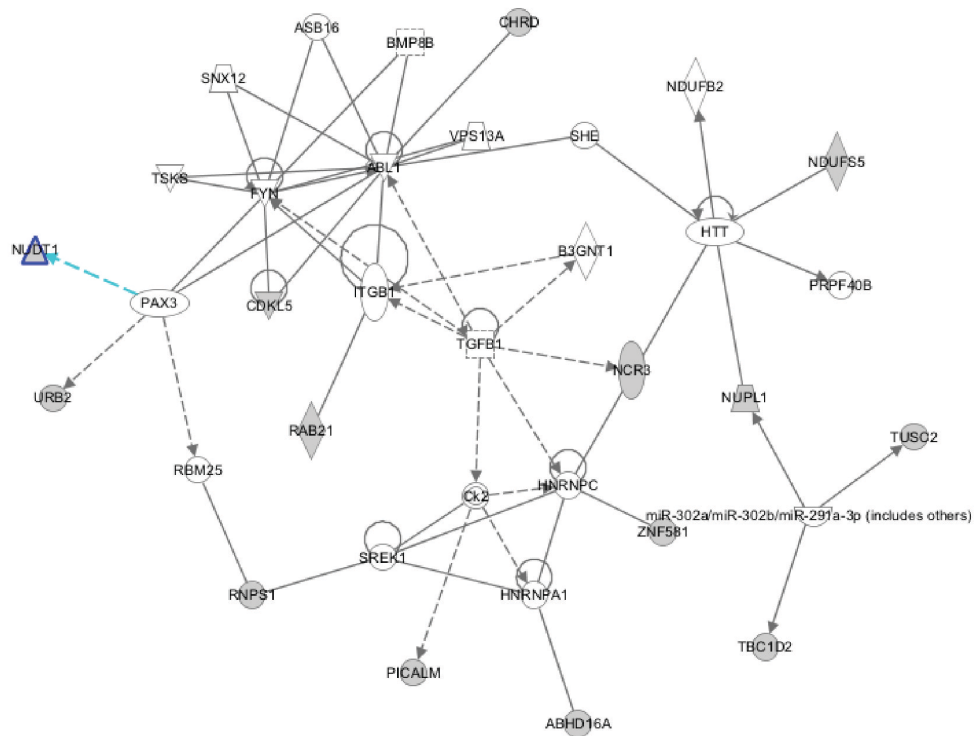 CHRD
ASB16
BMP8B
SNX12
NDUFB2
VPS13A
SHE
NDUFS5
ABL1
TSKS
FYN
HTT
NUDT1
B3GNT1
PRPF40B
ITGB1
PAX3
CDKL5
TGFB1
NCR3
URB2
NUPL1
RAB21
TUSC2
RBM25
HNRNPC
Ck2
miR-302a/miR-302b/miR-291a-3p (includes others)
ZNF581
SREK1
RNPS1
HNRNPA1
TBC1D2
PICALM
ABHD16A